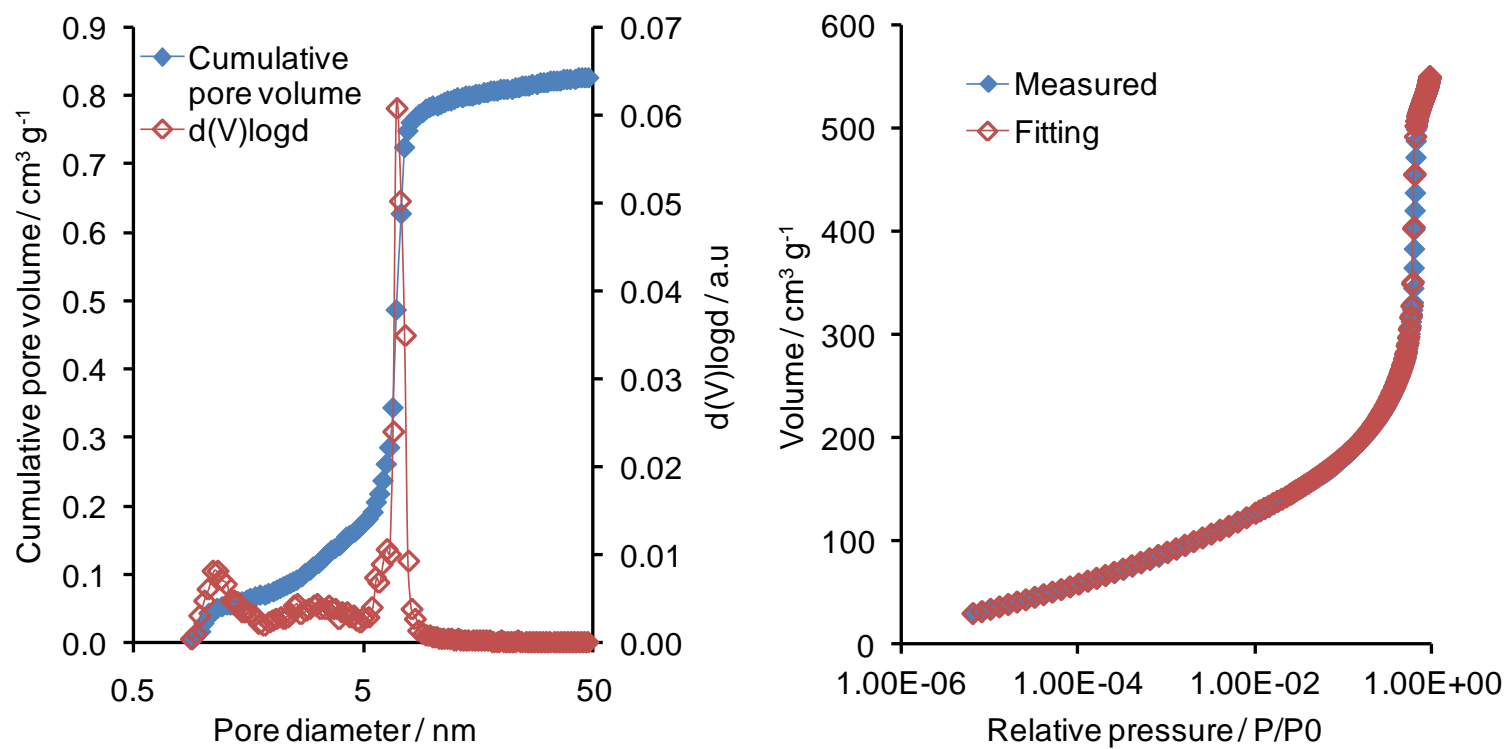 0.9
0.8
0.7
0.6
0.5
0.4
0.3
0.2
0.1
0.0
Cumulative pore volume / cm³ g⁻¹
Cumulative
pore volume
d(V)logd
0.07
0.06
0.05
0.04
0.03
0.02
0.01
0.00
d(V)logd / a.u
0.5
5
50
Pore diameter / nm
600
500
400
300
200
100
0
Volume / cm³ g⁻¹
Measured
Fitting
1.00E-06
1.00E-04
1.00E-02
1.00E+00
Relative pressure / P/P0